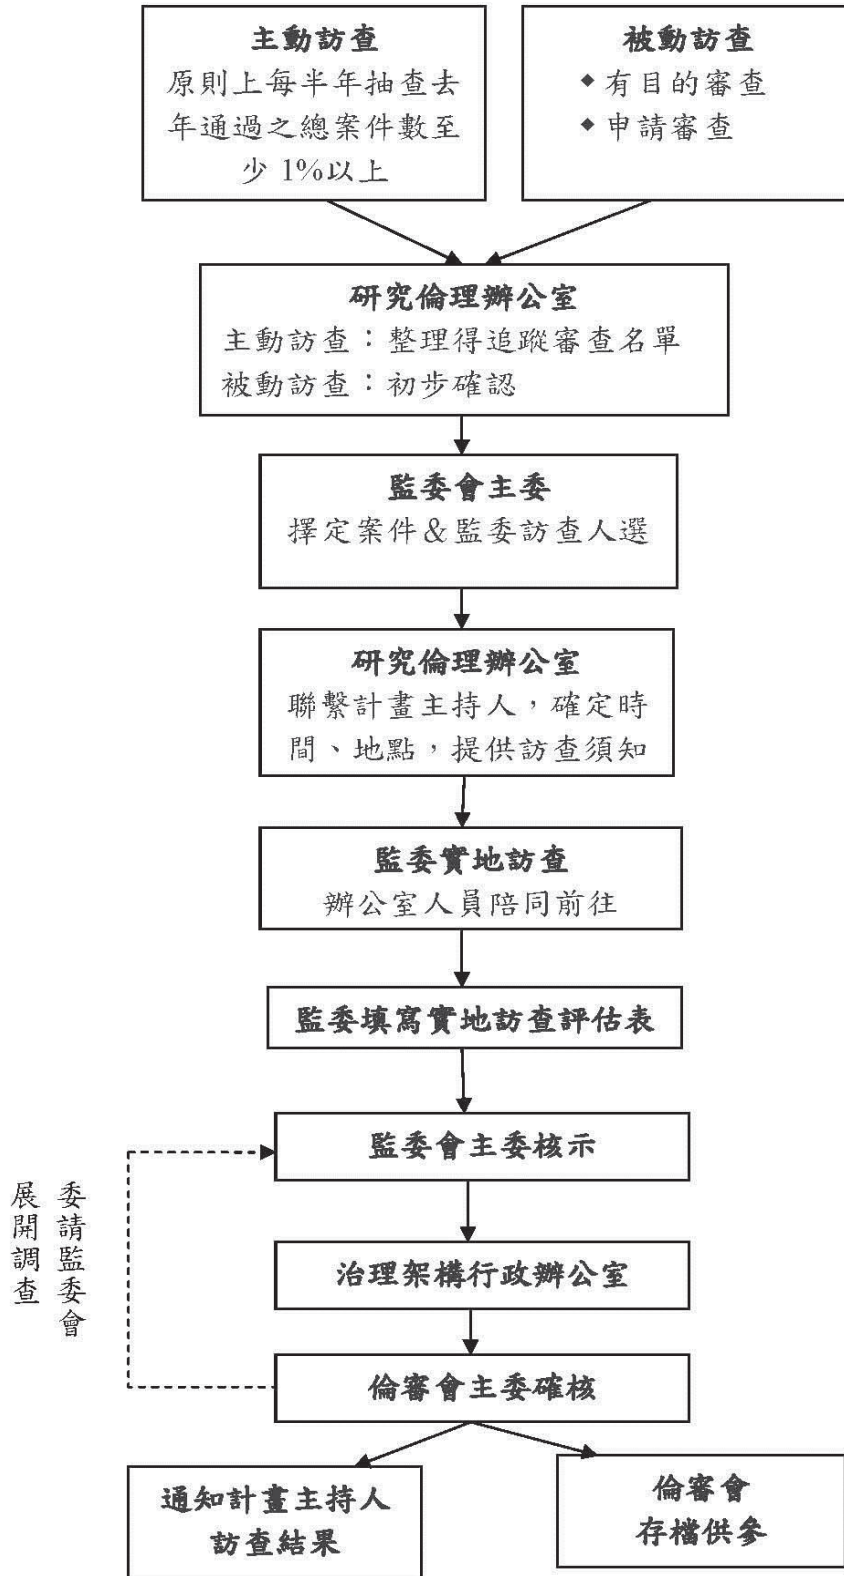 主動訪查
原則上每半年抽查去
年通過之總案件數至
少 1%以上
被動訪查
◆有目的審查
◆申請審查
研究倫理辦公室
主動訪查：整理得追蹤審查名單
被動訪查：初步確認
監委會主委
擇定案件＆監委訪查人選
研究倫理辦公室
聯繫計畫主持人，確定時
間、地點，提供訪查須知
監委實地訪查
辦公室人員陪同前往
監委填寫實地訪查評估表
監委會主委核示
治理架構行政辦公室
倫審會主委確核
委請監委會
展開調查
通知計畫主持人
訪查結果
倫審會
存檔供參